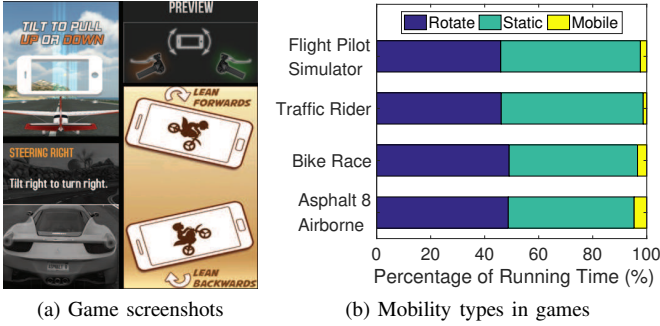 TILT TO PULL
UP OR DOWN
STEERING RIGHT
Tilt right to turn right.
PREVIEW
LEAN
FORWARDS
LEAN
BACKWARDS
(a) Game screenshots
Rotate Static Mobile
Flight Pilot
Simulator
Traffic Rider
Bike Race
Asphalt 8
Airborne
0 20 40 60 80 100
Percentage of Running Time (%)
(b) Mobility types in games